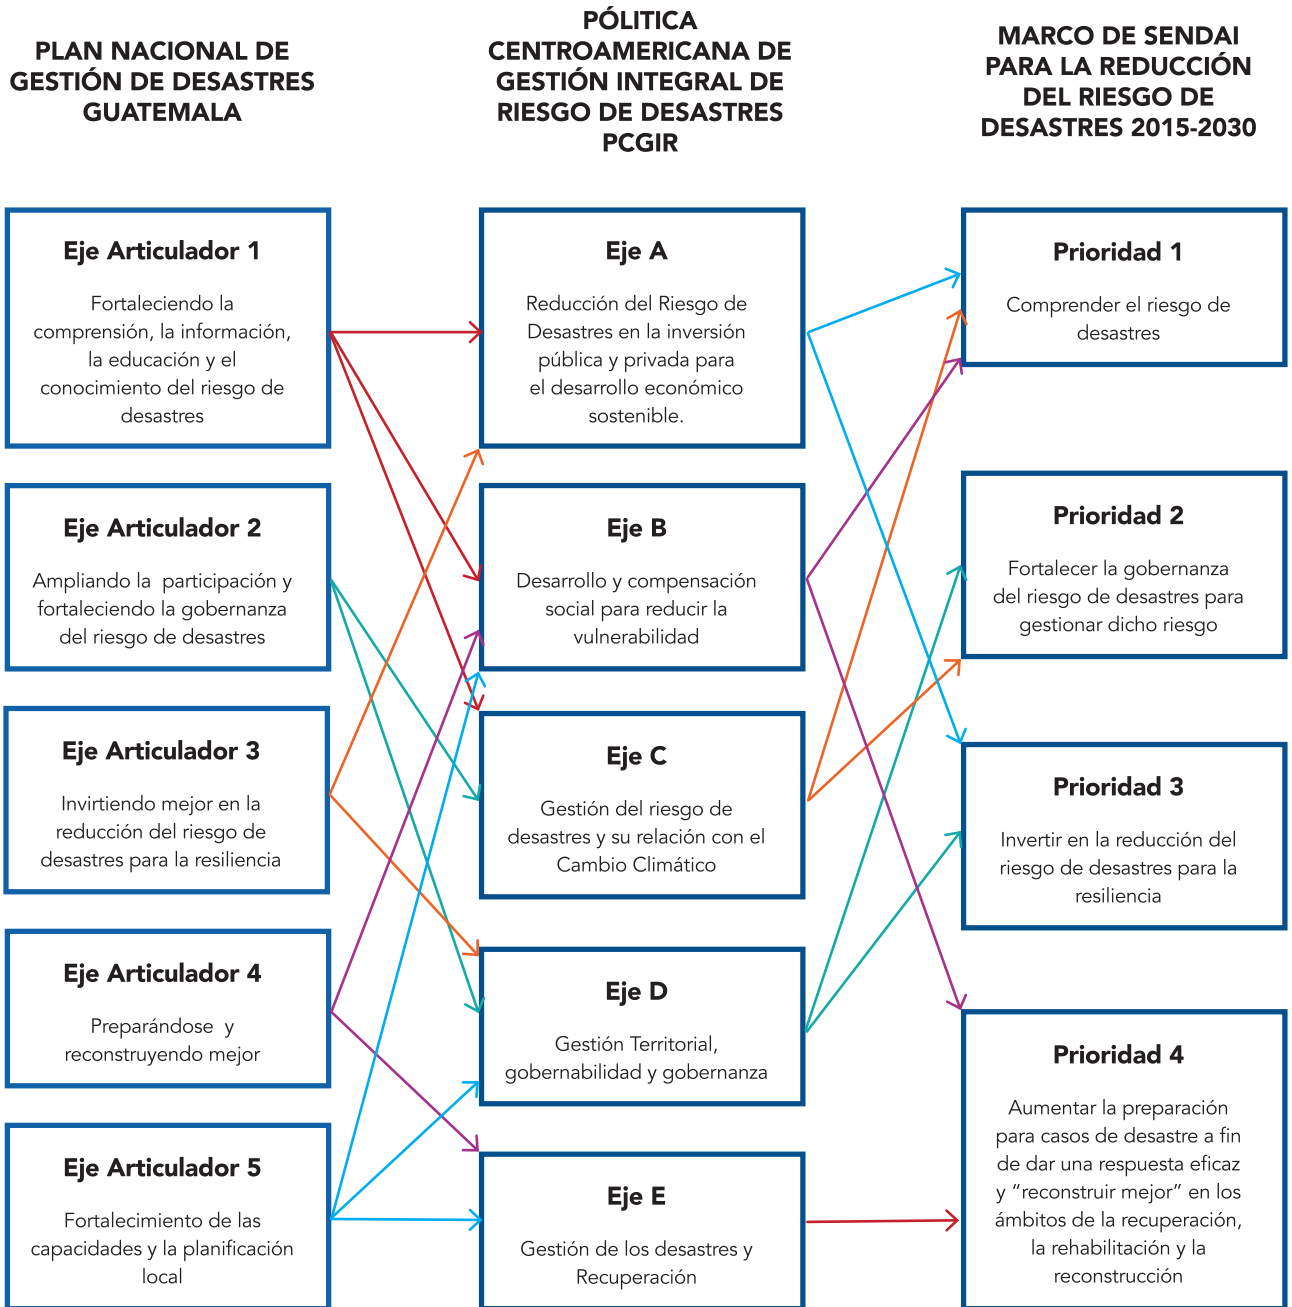 PLAN NACIONAL DE
GESTIÓN DE DESASTRES
GUATEMALA
PÓLITICA
CENTROAMERICANA DE
GESTIÓN INTEGRAL DE
RIESGO DE DESASTRES
PCGIR
MARCO DE SENDAI
PARA LA REDUCCIÓN
DEL RIESGO DE
DESASTRES 2015-2030
Eje Articulador 1
Fortaleciendo la
comprensión, la información,
la educación y el
conocimiento del riesgo de
desastres
Eje Articulador 2
Ampliando la participación y
fortaleciendo la gobernanza
del riesgo de desastres
Eje Articulador 3
Invirtiendo mejor en la
reducción del riesgo de
desastres para la resiliencia
Eje Articulador 4
Preparándose y
reconstruyendo mejor
Eje Articulador 5
Fortalecimiento de las
capacidades y la planificación
local
Eje A
Reducción del Riesgo de
Desastres en la inversión
pública y privada para
el desarrollo económico
sostenible.
Eje B
Desarrollo y compensación
social para reducir la
vulnerabilidad
Eje C
Gestión del riesgo de
desastres y su relación con el
Cambio Climático
Eje D
Gestión Territorial,
gobernabilidad y gobernanza
Eje E
Gestión de los desastres y
Recuperación
Prioridad 1
Comprender el riesgo de
desastres
Prioridad 2
Fortalecer la gobernanza
del riesgo de desastres para
gestionar dicho riesgo
Prioridad 3
Invertir en la reducción del
riesgo de desastres para la
resiliencia
Prioridad 4
Aumentar la preparación
para casos de desastre a fin
de dar una respuesta eficaz
y “reconstruir mejor” en los
ámbitos de la recuperación,
la rehabilitación y la
reconstrucción